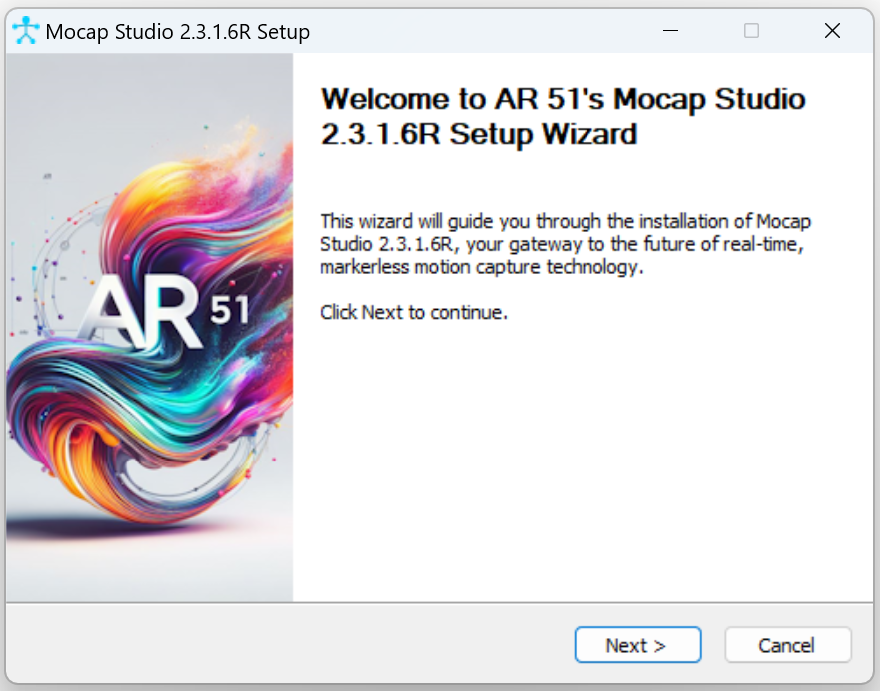 Mocap Studio 2.3.1.6R Setup
AR 51
Welcome to AR 51's Mocap Studio
2.3.1.6R Setup Wizard
This wizard will guide you through the installation of Mocap
Studio 2.3.1.6R, your gateway to the future of real-time,
markerless motion capture technology.
Click Next to continue.
Next >
Cancel